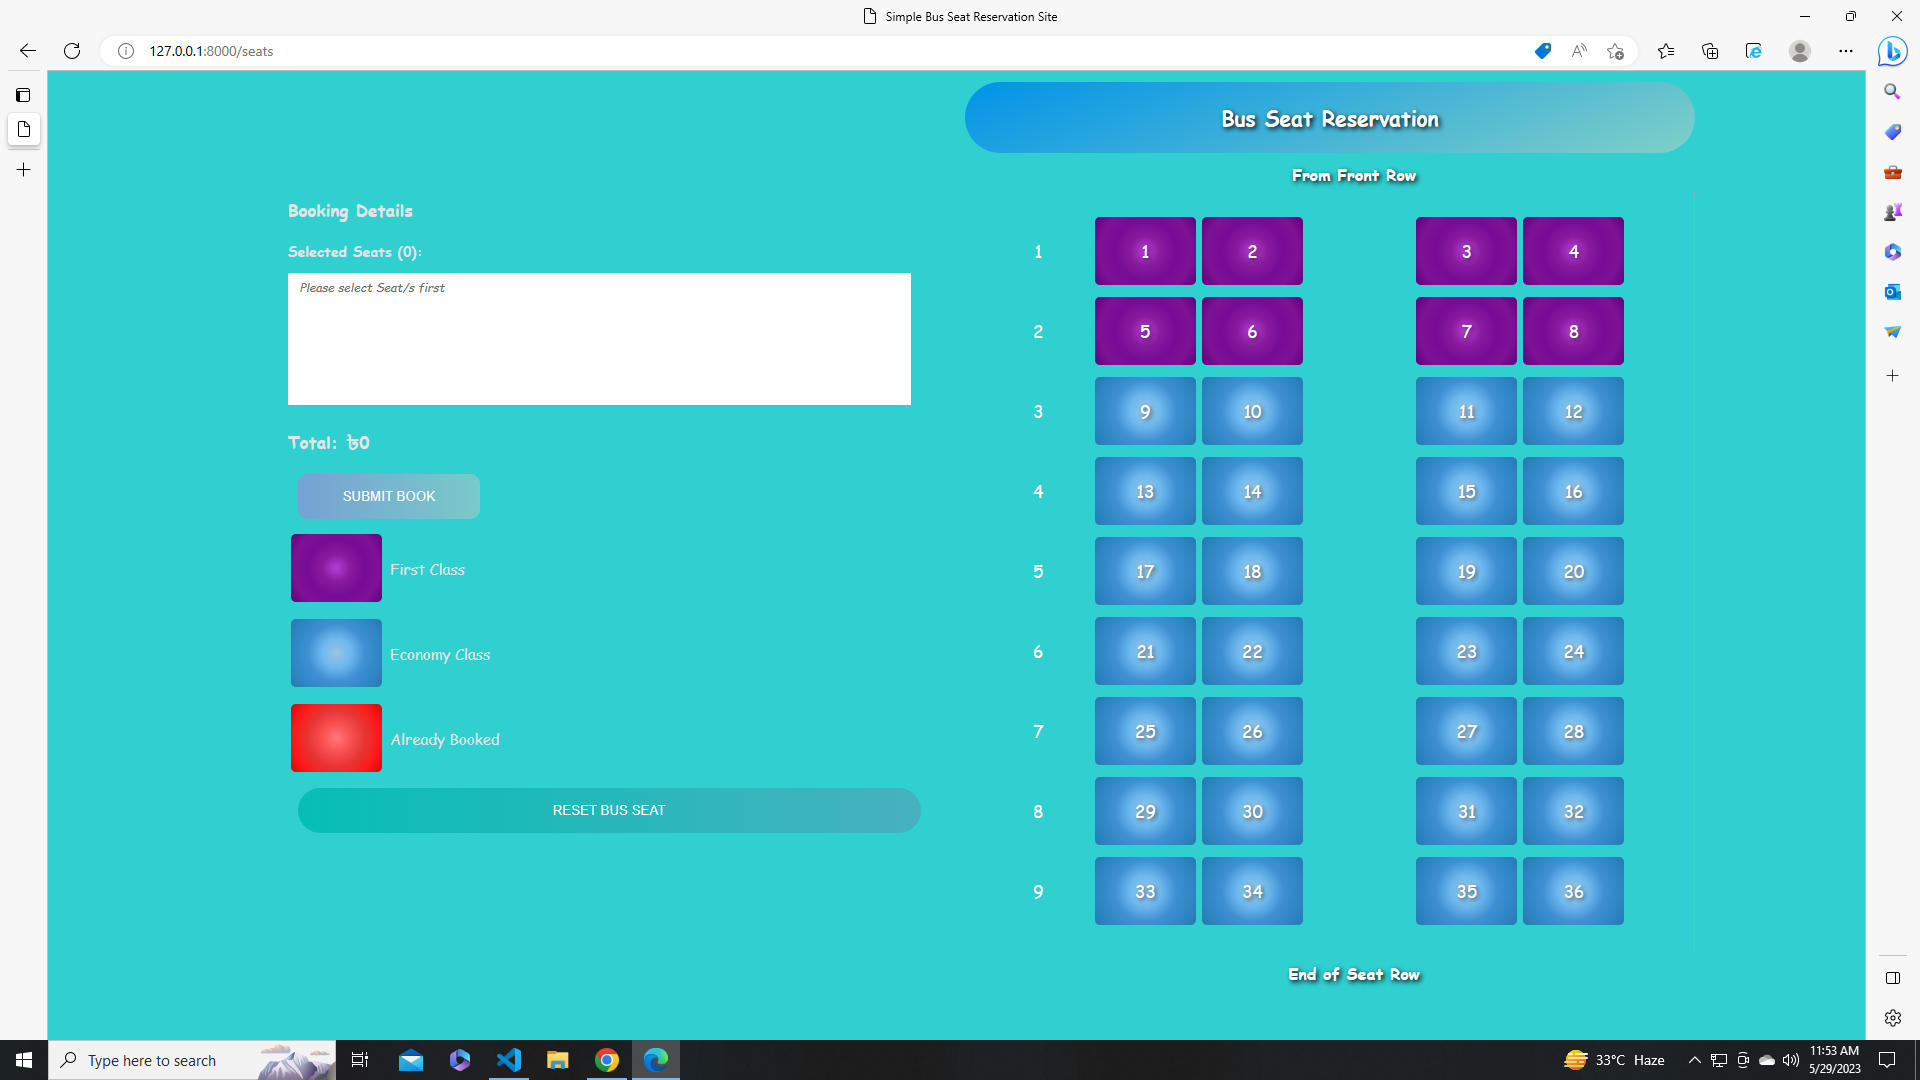 Simple Bus Seat Reservation Site
127.0.0.1:8000/seats
Bus Seat Reservation
From Front Row
Booking Details
Selected Seats (0):
Please select Seat/s first
Total: ৳0
SUBMIT BOOK
First Class
Economy Class
Already Booked
RESET BUS SEAT
1 1 2 3 4
2 5 6 7 8
3 9 10 11 12
4 13 14 15 16
5 17 18 19 20
6 21 22 23 24
7 25 26 27 28
8 29 30 31 32
9 33 34 35 36
End of Seat Row
Type here to search
33°C Haze
11:53 AM
5/29/2023